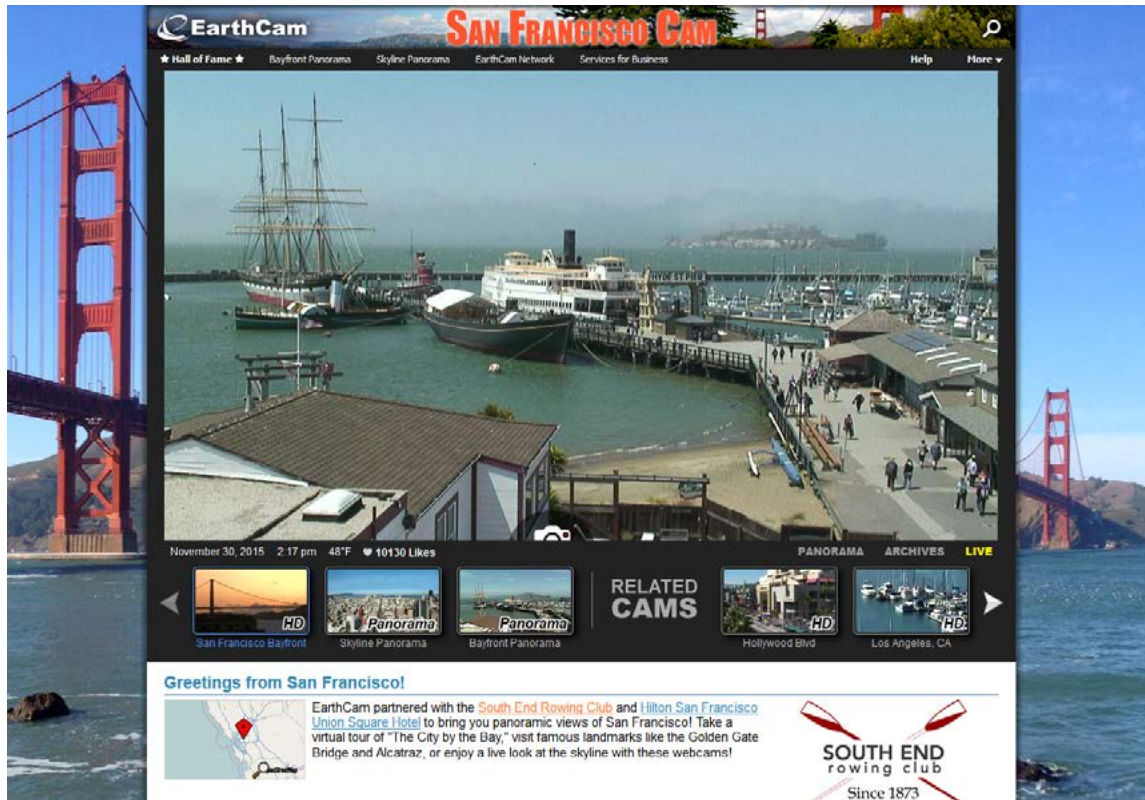 EarthCam
SAN FRANCISCO CAM
★ Hall of Fame ★ Bayfront Panorama Skyline Panorama EarthCam Network Services for Business Help More
HYDE ST PIER
November 30, 2015 2:17 pm 48°F ♥ 10130 Likes PANORAMA ARCHIVES LIVE
HD Panorama Panorama RELATED CAMS HD HD
San Francisco Bayfront Skyline Panorama Bayfront Panorama Hollywood Blvd Los Angeles, CA
Greetings from San Francisco!
EarthCam partnered with the South End Rowing Club and Hilton San Francisco
Union Square Hotel to bring you panoramic views of San Francisco! Take a
virtual tour of "The City by the Bay," visit famous landmarks like the Golden Gate
Bridge and Alcatraz, or enjoy a live look at the skyline with these webcams!
SOUTH END
rowing club
Since 1873